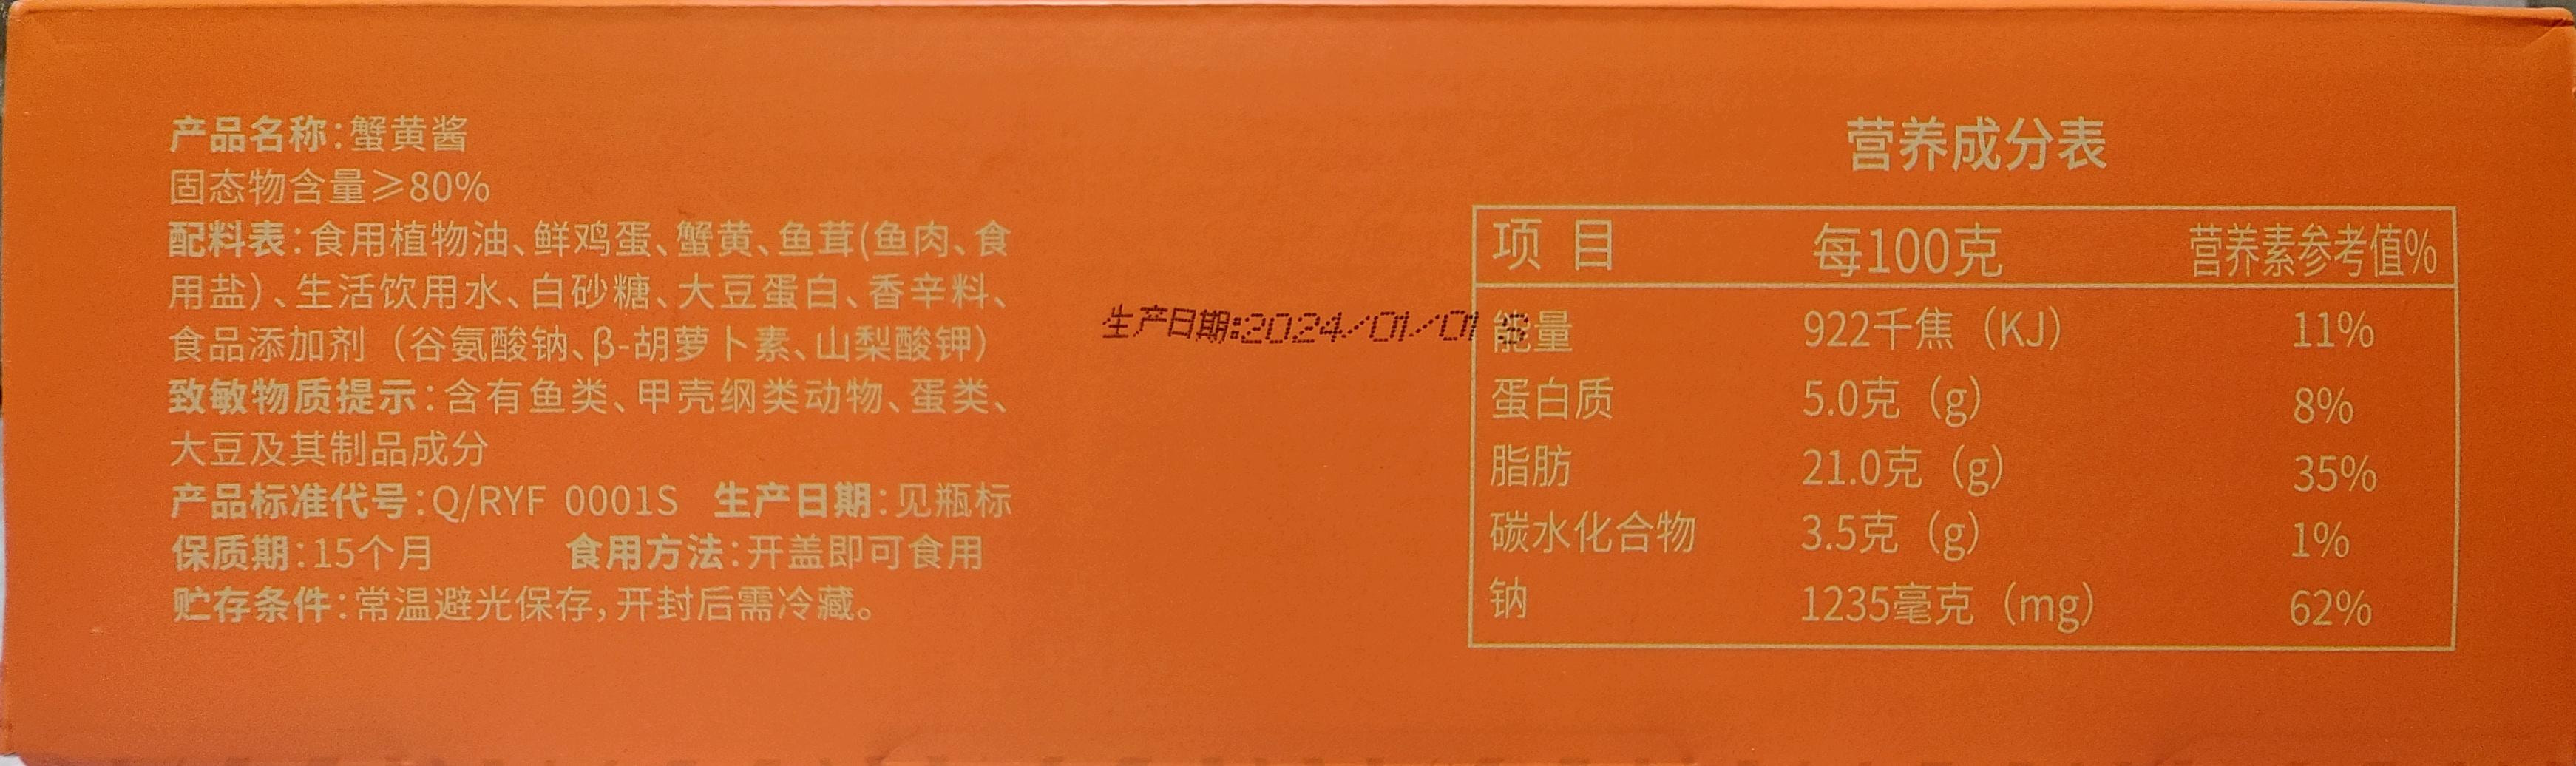 产品名称:蟹黄酱
固态物含量≥80%
配料表:食用植物油、鲜鸡蛋、蟹黄、鱼茸(鱼肉、食
用盐)、生活饮用水、白砂糖、大豆蛋白、香辛料、
食品添加剂（谷氨酸钠、β-胡萝卜素、山梨酸钾）
致敏物质提示:含有鱼类、甲壳纲类动物、蛋类、
大豆及其制品成分
产品标准代号:Q/RYF 0001S 生产日期:见瓶标
保质期:15个月 食用方法:开盖即可食用
贮存条件:常温避光保存,开封后需冷藏。
生产日期:2024/01/01 S
营养成分表
项 目 每100克 营养素参考值%
能量 922千焦（KJ） 11%
蛋白质 5.0克（g） 8%
脂肪 21.0克（g） 35%
碳水化合物 3.5克（g） 1%
钠 1235毫克（mg） 62%